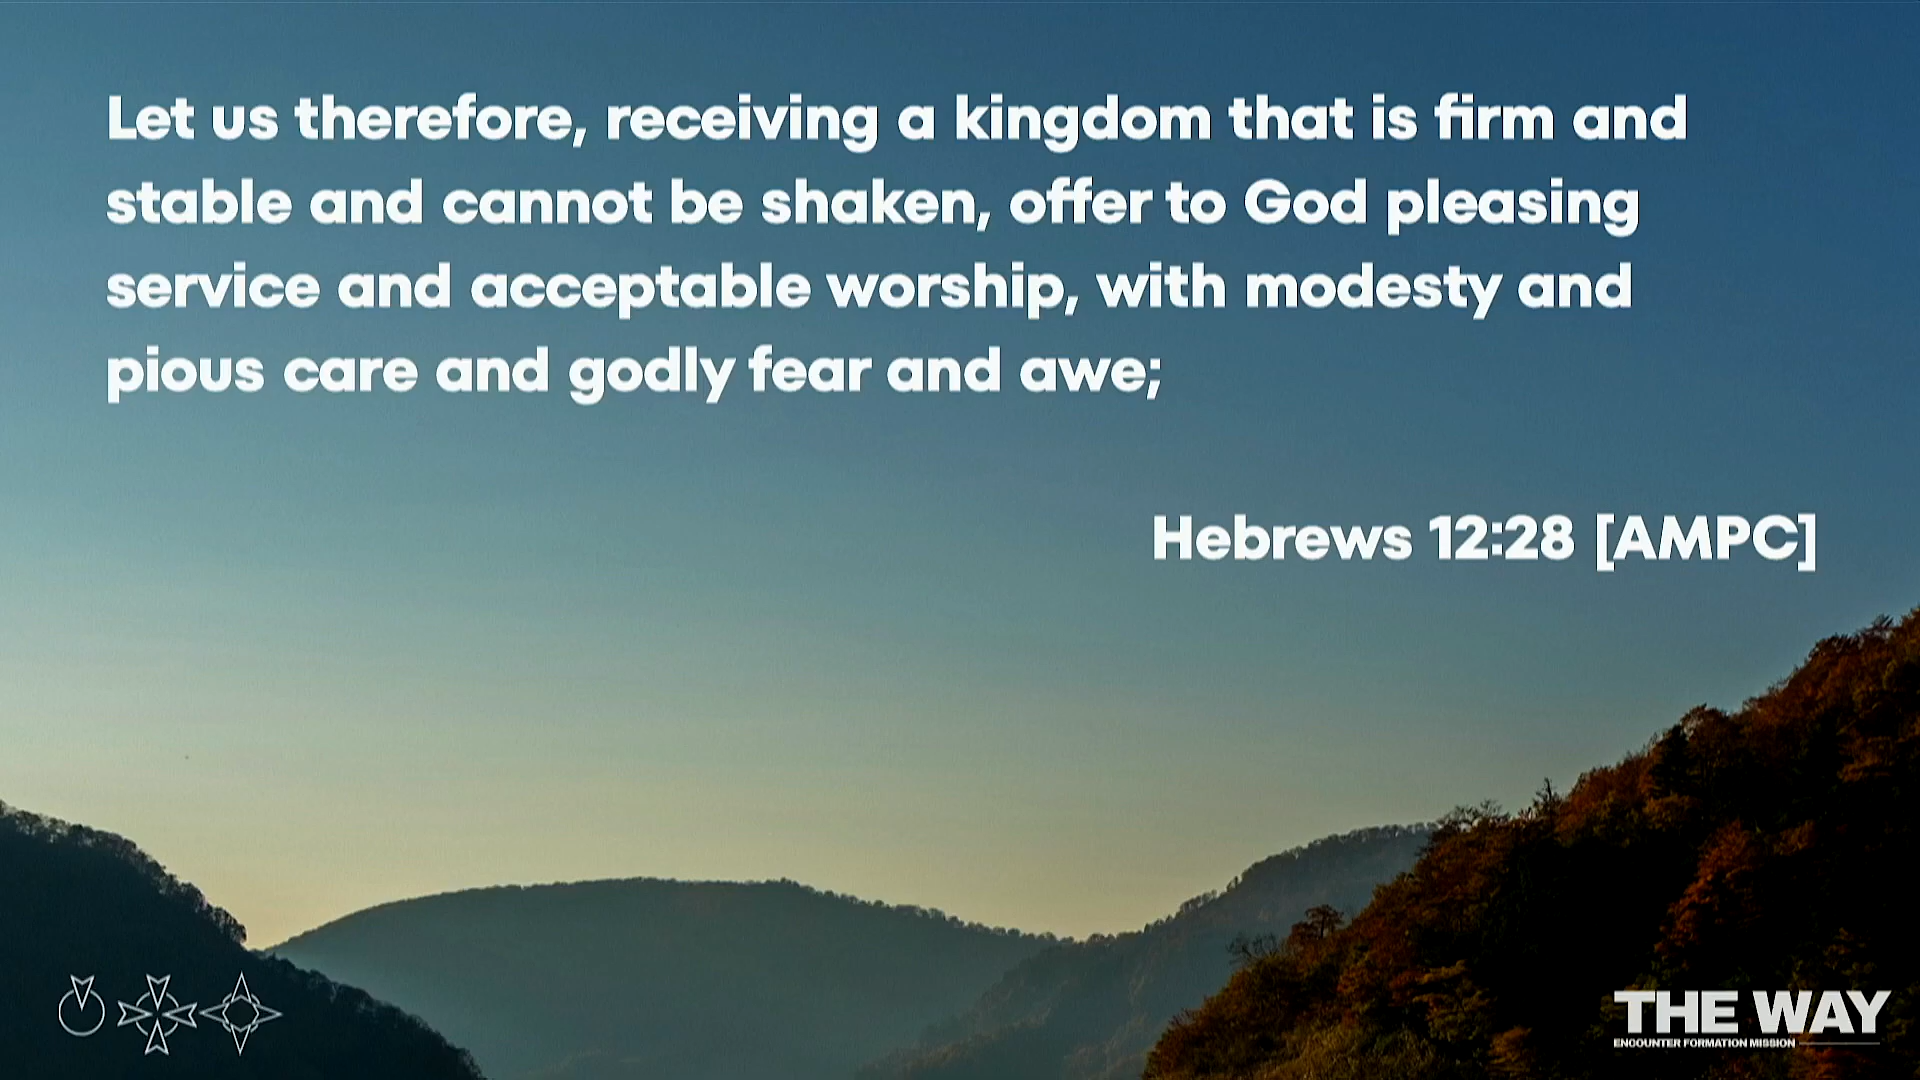 Let us therefore, receiving a kingdom that is firm and
stable and cannot be shaken, offer to God pleasing
service and acceptable worship, with modesty and
pious care and godly fear and awe;
Hebrews 12:28 [AMPC]
THE WAY
ENCOUNTER FORMATION MISSION